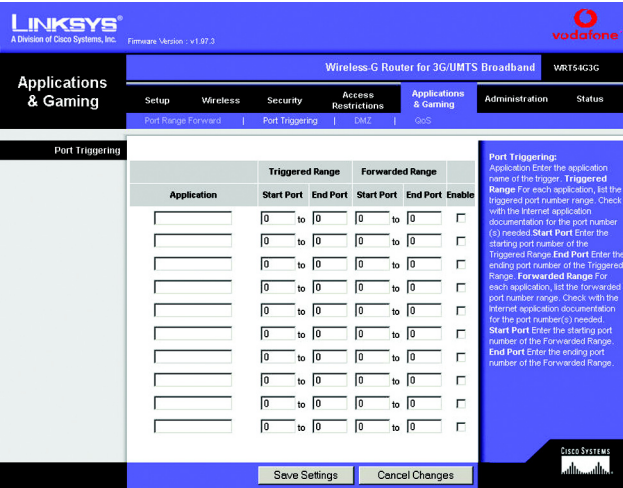 LINKSYS®
A Division of Cisco Systems, Inc.
Firmware Version : v1.97.3
vodafone
Wireless-G Router for 3G/UMTS Broadband WRT54G3G
Applications & Gaming
Setup Wireless Security Access Restrictions Applications & Gaming Administration Status
Port Range Forward | Port Triggering | DMZ | QoS
Port Triggering
Triggered Range Forwarded Range
Application Start Port End Port Start Port End Port Enable
0 to 0 0 to 0
0 to 0 0 to 0
0 to 0 0 to 0
0 to 0 0 to 0
0 to 0 0 to 0
0 to 0 0 to 0
0 to 0 0 to 0
0 to 0 0 to 0
0 to 0 0 to 0
0 to 0 0 to 0
Port Triggering:
Application Enter the application
name of the trigger. Triggered
Range For each application, list the
triggered port number range. Check
with the Internet application
documentation for the port number
(s) needed.Start Port Enter the
starting port number of the
Triggered Range.End Port Enter the
ending port number of the Triggered
Range. Forwarded Range For
each application, list the forwarded
port number range. Check with the
Internet application documentation
for the port number(s) needed.
Start Port Enter the starting port
number of the Forwarded Range.
End Port Enter the ending port
number of the Forwarded Range.
Save Settings Cancel Changes
CISCO SYSTEMS